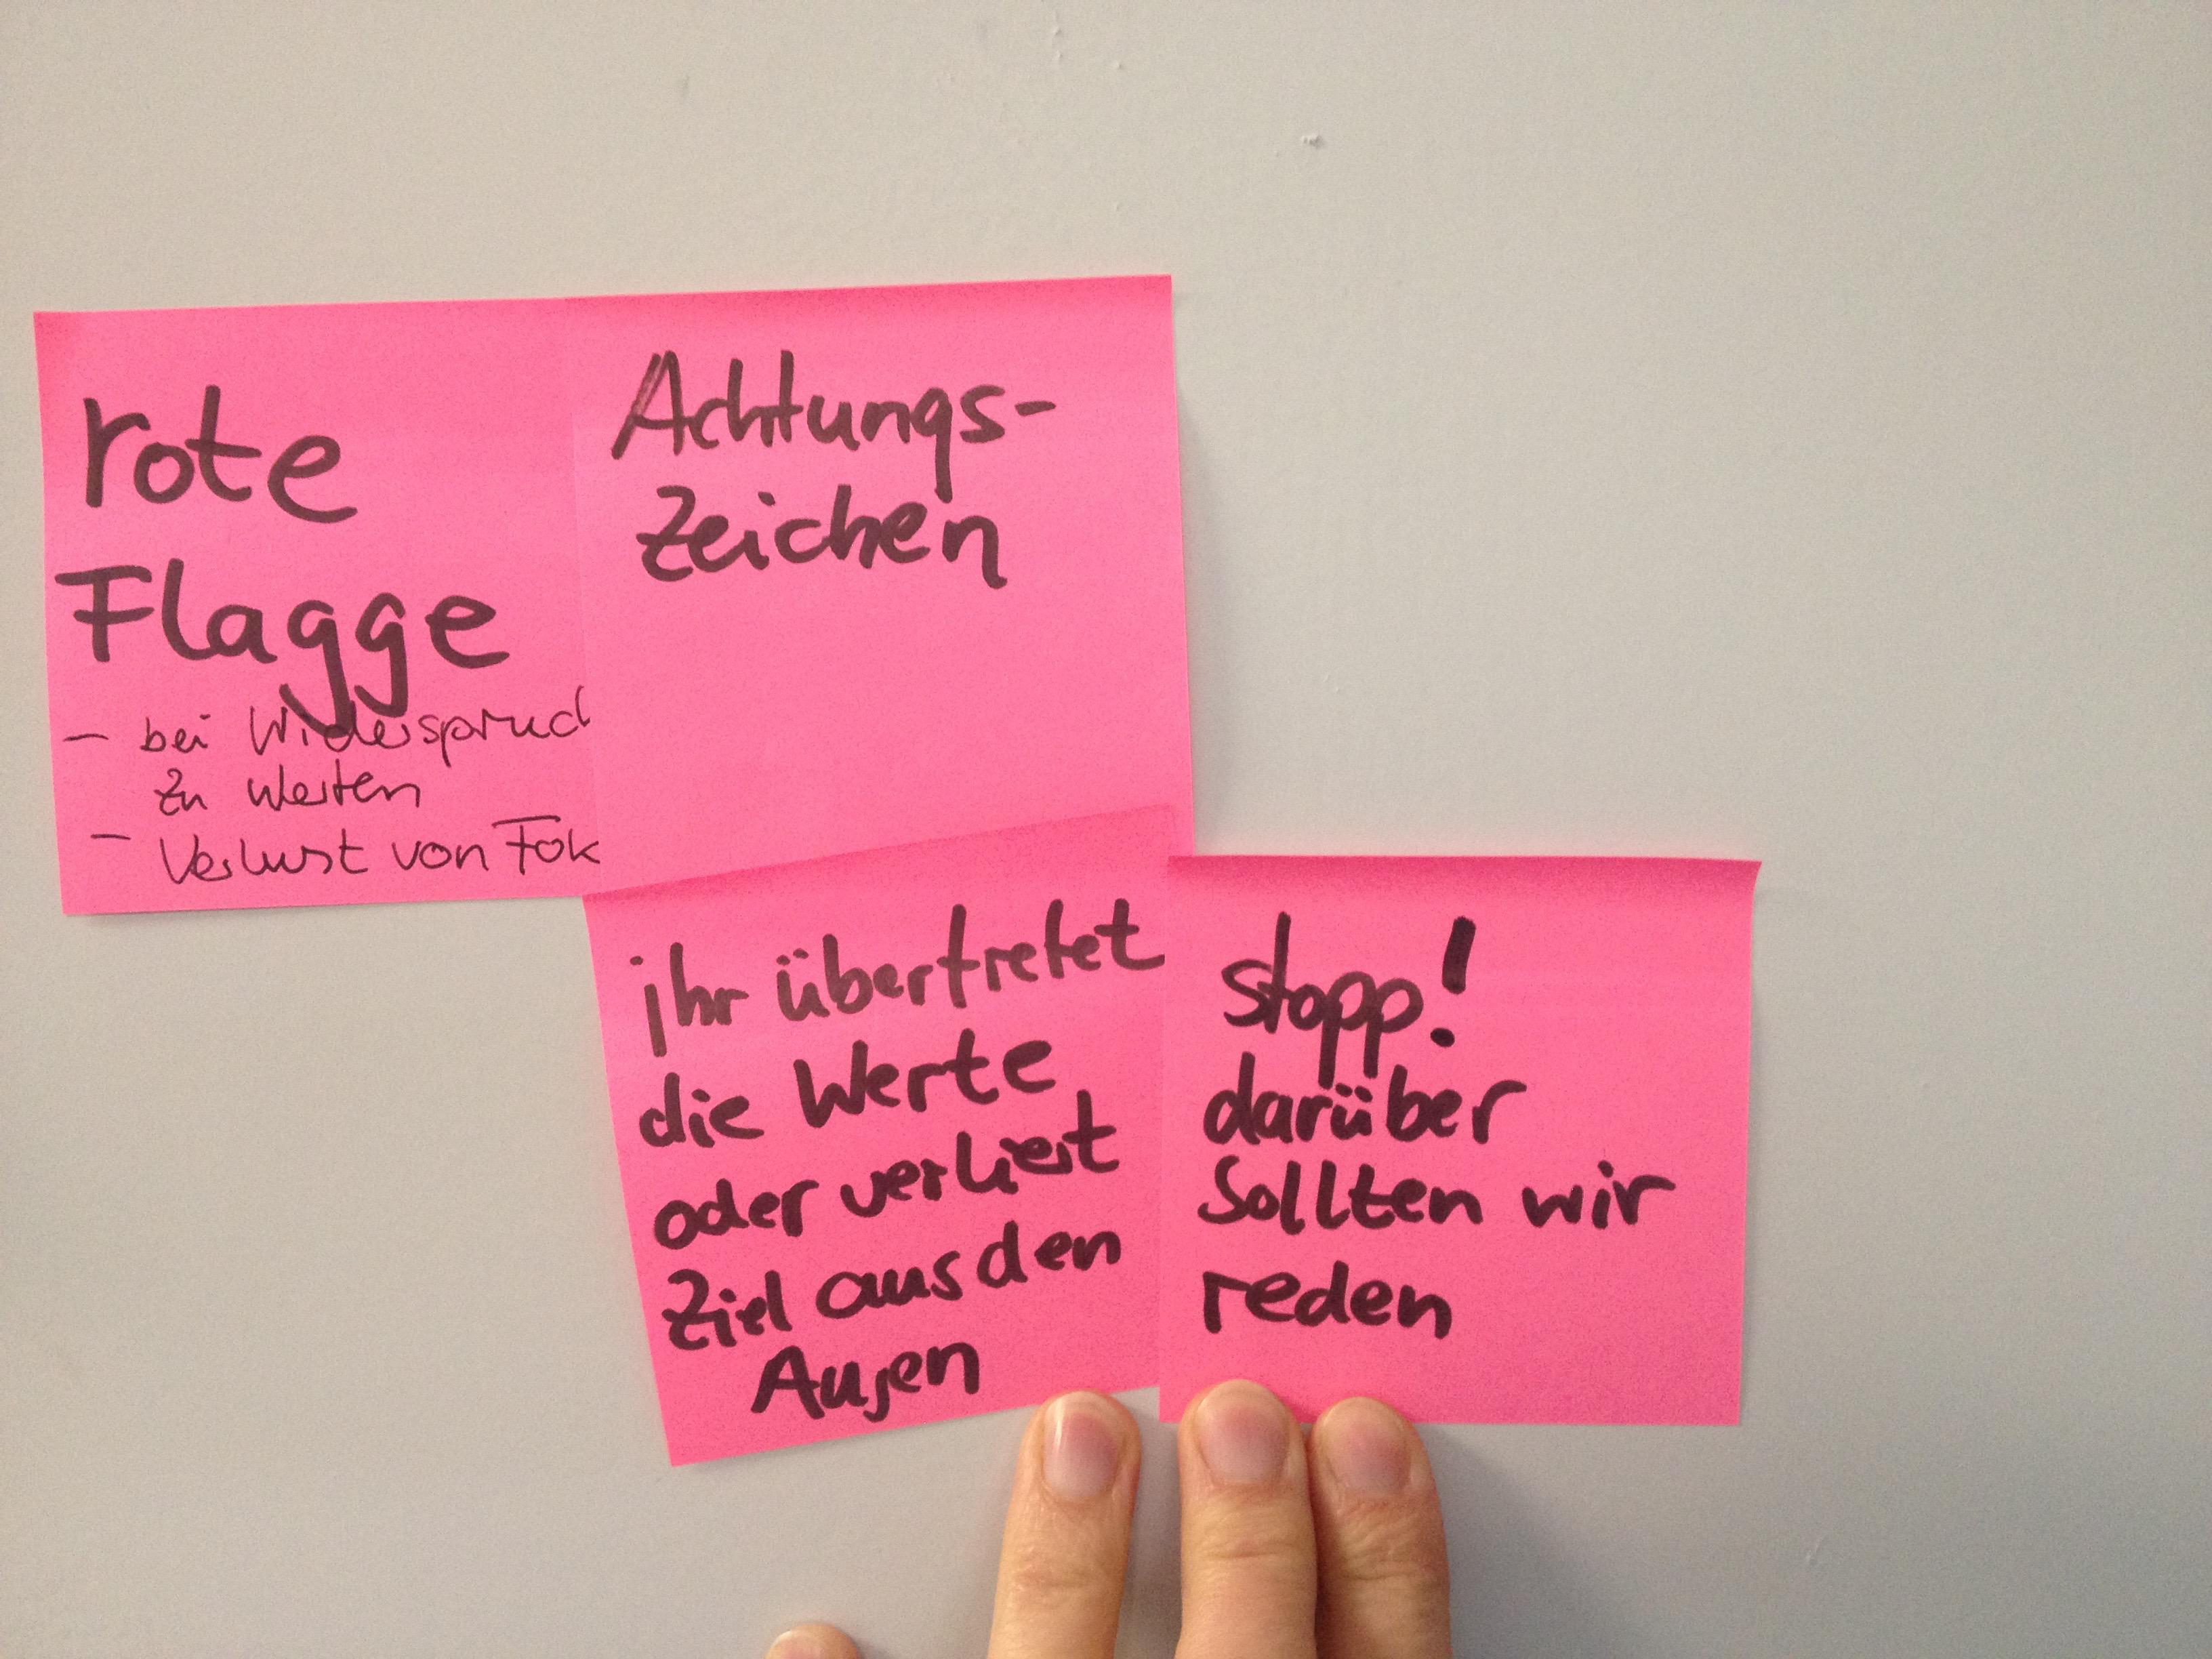 rote
Flagge
- bei Widerspruch
zu Werten
- Verlust von Fok
Achtungs-
zeichen
ihr übertretet
die Werte
oder verliert
Ziel aus den
Augen
stopp!
darüber
sollten wir
reden